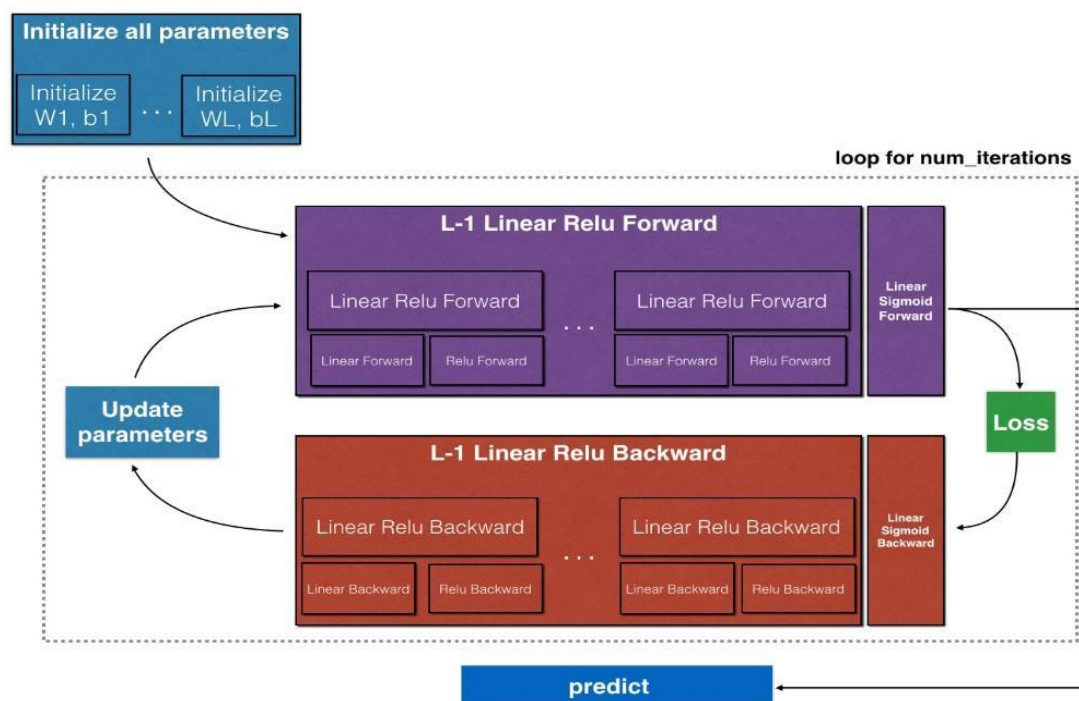 Initialize all parameters
Initialize
W1, b1
...
Initialize
WL, bL
loop for num_iterations
L-1 Linear Relu Forward
Linear Relu Forward
...
Linear Relu Forward
Linear Forward
Relu Forward
Linear Forward
Relu Forward
Linear
Sigmoid
Forward
Update
parameters
Loss
L-1 Linear Relu Backward
Linear Relu Backward
...
Linear Relu Backward
Linear Backward
Relu Backward
Linear Backward
Relu Backward
Linear
Sigmoid
Backward
predict